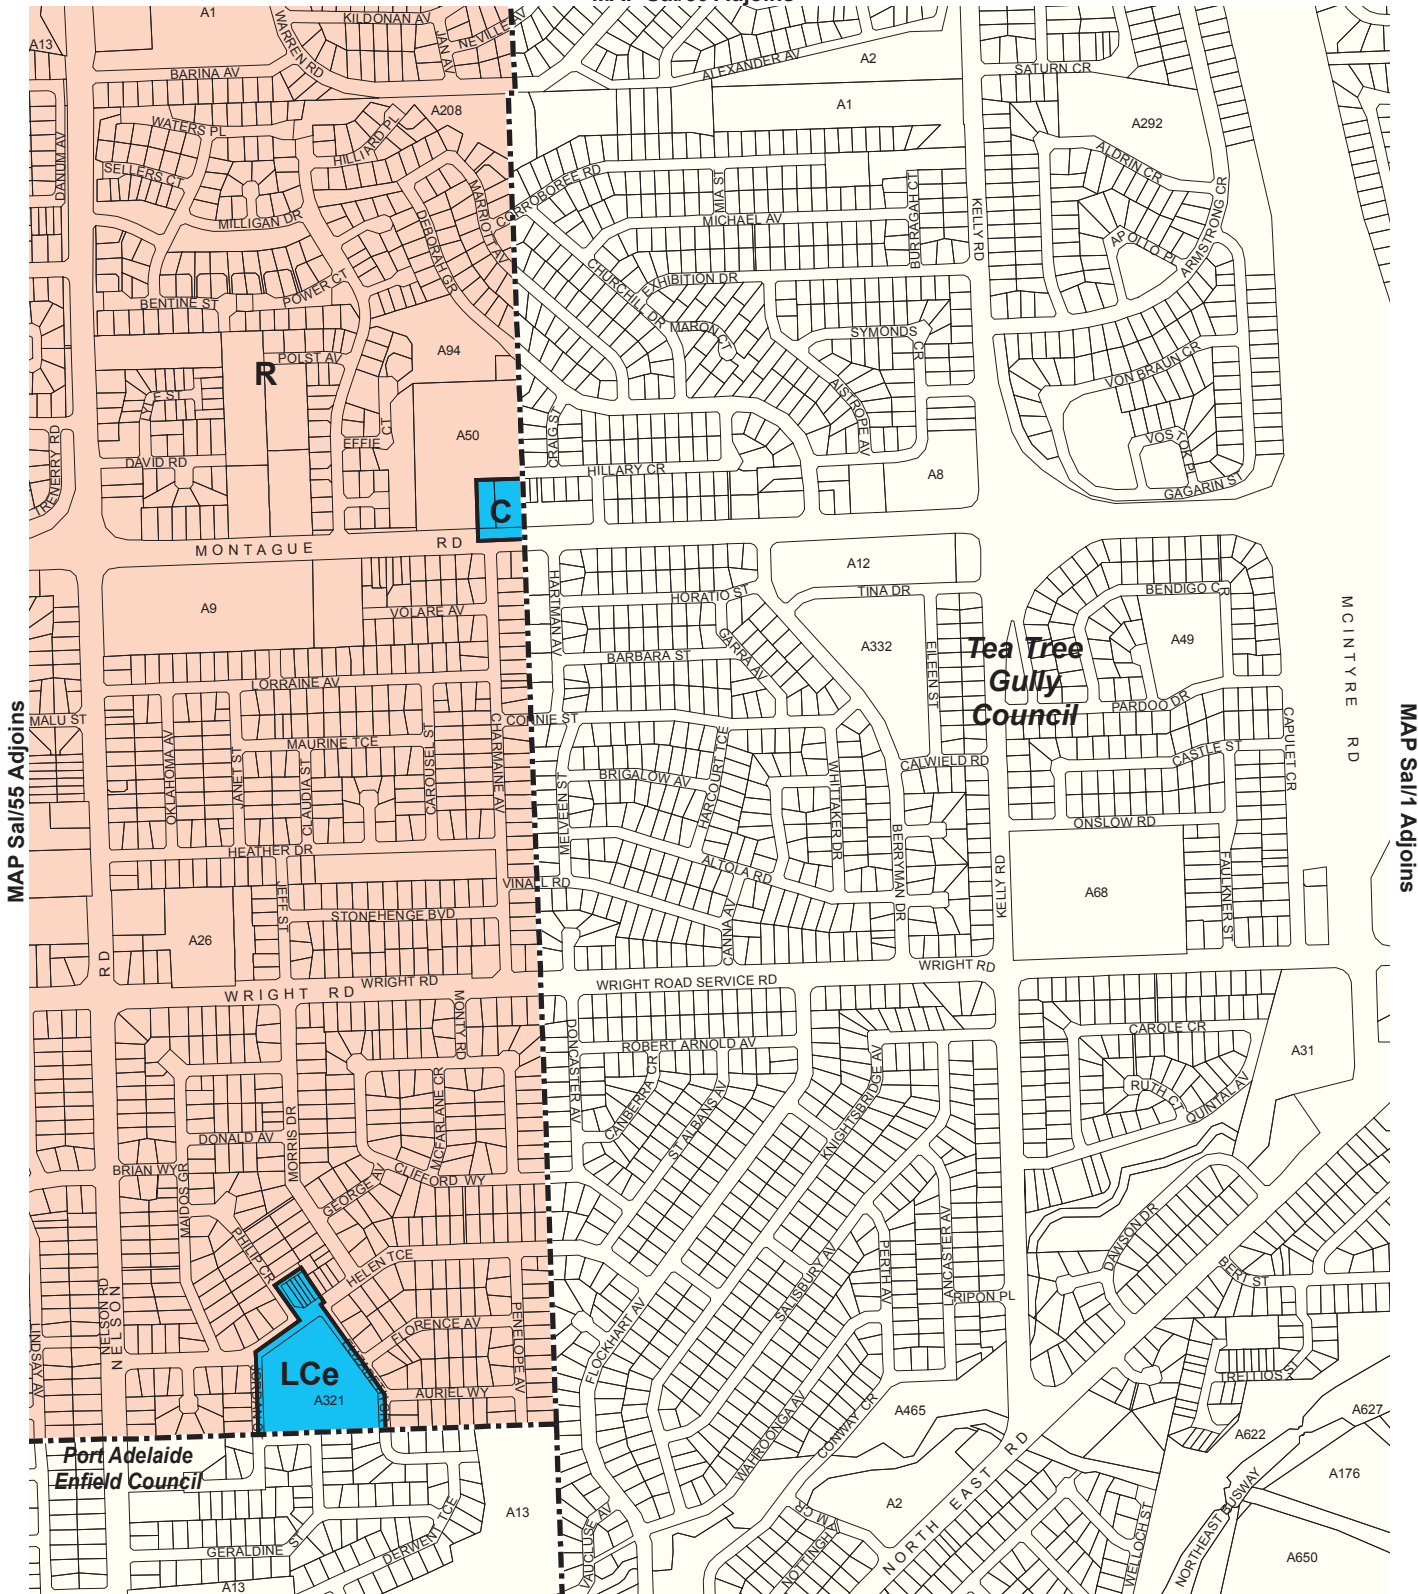 A1
KILDONAN AV
WARREN RD
JAN AV
NEVILLE AV
A13
BARINA AV
ALEXANDER AV
A2
SATURN CR
A208
A1
A292
WATERS PL
HILLIARD PL
DANUM AV
SELLERS CT
MARRIOTT AV
CORROBOREE RD
MIA ST
ALDRIN CR
MILLIGAN DR
DEBORAH GR
MICHAEL AV
BURRAGAH CT
KELLY RD
APOLLO PL
ARMSTRONG CR
BENTINE ST
POWER CT
CHURCHILL DR
EXHIBITION DR
MARON CT
SYMONDS
CR
POLST AV
A94
R
VON BRAUN CR
AISTROPE AV
CRAIG ST
EFFIE
CT
A50
VOSTOK PL
TRENERRY RD
DAVID RD
HILLARY CR
A8
GAGARIN ST
C
MONTAGUE RD
A12
HARTMAN AV
HORATIO ST
TINA DR
BENDIGO CR
A9
VOLARE AV
GARRA AV
A332
EILEEN ST
A49
MCINTYRE RD
Tea Tree
Gully
Council
BARBARA ST
LORRAINE AV
PARDOO DR
MAP Sal/55 Adjoins
MAP Sal/1 Adjoins
MALU ST
OKLAHOMA AV
JANET ST
MAURINE TCE
CLAUDA ST
CAROUSEL ST
CHARMAINE AV
CONNIE ST
HARCOURT TCE
WHITTAKER DR
CASTLE ST
CAPULET CR
CALWIELD RD
BRIGALOW AV
MELVEEN ST
ONSLOW RD
HEATHER DR
ALTOLA RD
BERRYMAN DR
VINALL RD
JEFF ST
STONEHENGE BVD
CANNA AV
KELLY RD
A68
FAULKNER ST
A26
RD
WRIGHT RD
WRIGHT RD
WRIGHT RD
WRIGHT ROAD SERVICE RD
MONTY RD
DONCASTER AV
ROBERT ARNOLD AV
CAROLE CR
A31
CANBERRA CR
ST ALBANS AV
KNIGHTSBRIDGE AV
RUTH CT
QUINTAL AV
DONALD AV
MORRIS DR
MCFARLANE CR
BRIAN WY
MAIDOS GR
GEORGE AV
CLIFFORD WY
PHILIP CR
HELEN TCE
PERTH AV
LANCASTER AV
DAWSON DR
BERT ST
SALISBURY AV
RIPON PL
NELSON RD
NELSON
LINDSAY AV
FLORENCE AV
PENELOPE AV
FLOCKHART AV
LCe
A321
AURIEL WY
WAHROONGA AV
CONWAY CR
A465
A627
A622
Port Adelaide
Enfield Council
A176
NORTH EAST RD
A2
A13
VAUCLUSE AV
WELLOCH ST
NORTHEAST BUSWAY
GERALDINE ST
DERWENT TCE
A650
A13